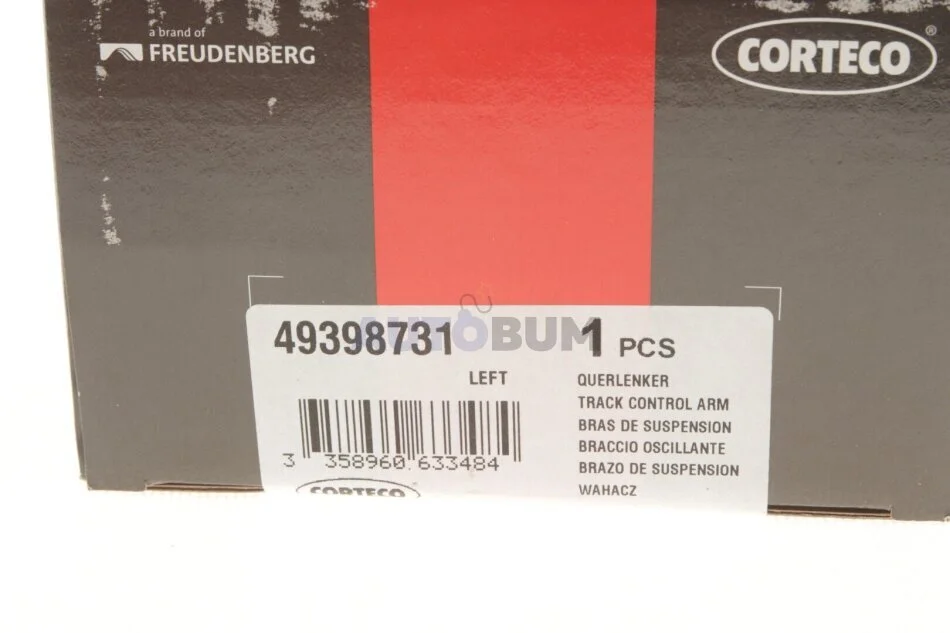 a brand of
FREUDENBERG
CORTECO®
AUTOBUM
49398731
1 PCS
LEFT
QUERLENKER
TRACK CONTROL ARM
BRAS DE SUSPENSION
BRACCIO OSCILLANTE
BRAZO DE SUSPENSION
WAHACZ
3 358960 633484
CORTECO